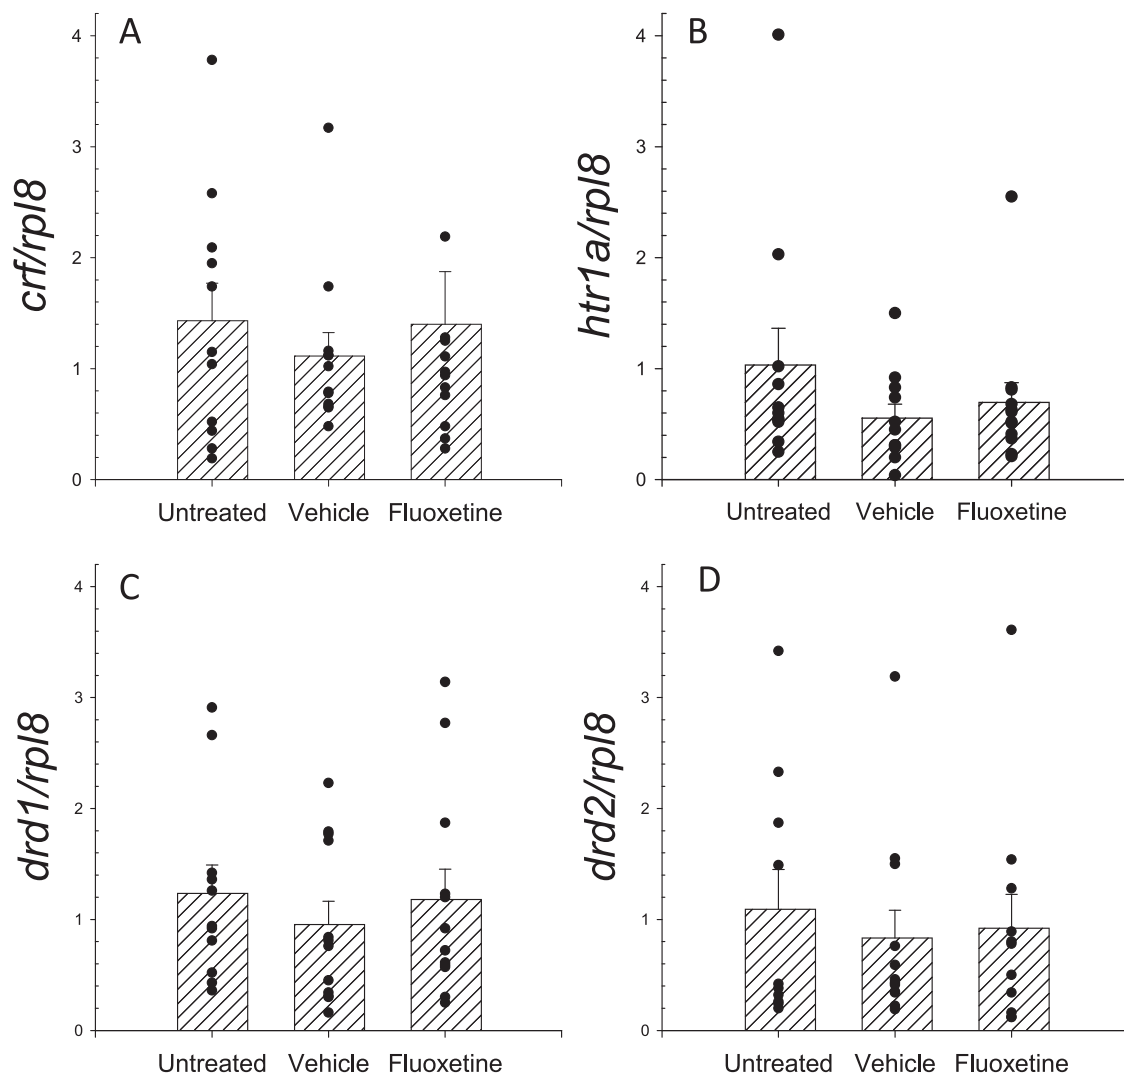 A
crf/rpl8
4
3
2
1
0
Untreated Vehicle Fluoxetine
B
htr1a/rpl8
4
3
2
1
0
Untreated Vehicle Fluoxetine
C
drd1/rpl8
4
3
2
1
0
Untreated Vehicle Fluoxetine
D
drd2/rpl8
4
3
2
1
0
Untreated Vehicle Fluoxetine